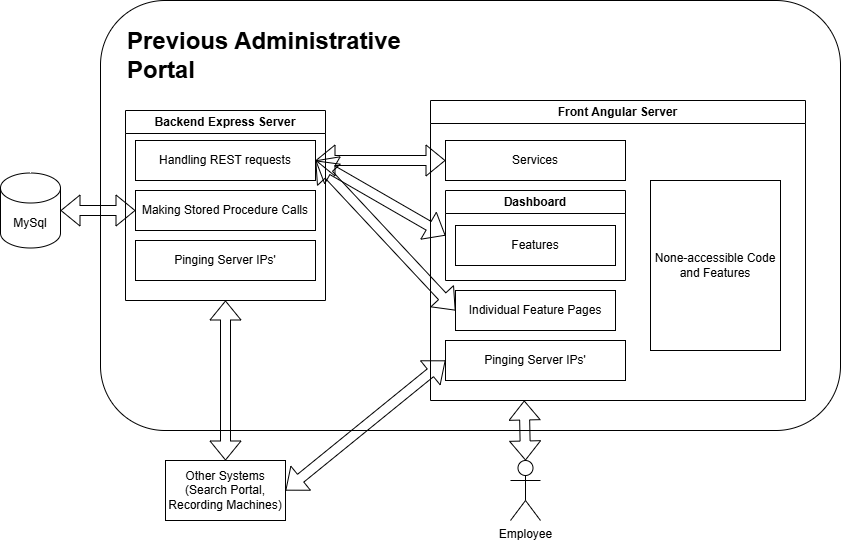 Previous Administrative
Portal
Backend Express Server
Handling REST requests
Making Stored Procedure Calls
Pinging Server IPs'
MySql
Front Angular Server
Services
Dashboard
Features
Individual Feature Pages
Pinging Server IPs'
None-accessible Code
and Features
Other Systems
(Search Portal,
Recording Machines)
Employee